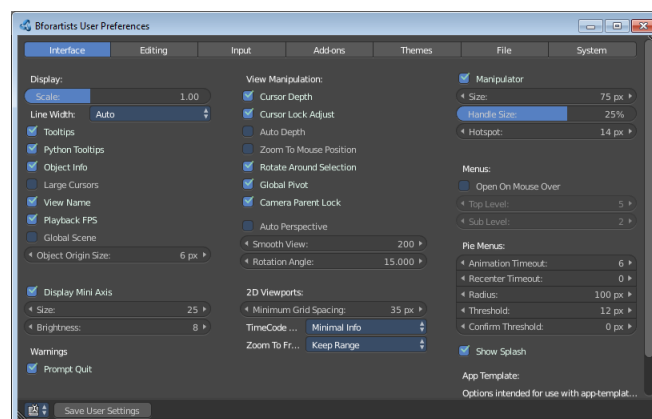 Bforartists User Preferences
Interface
Editing
Input
Add-ons
Themes
File
System
Display:
Scale: 1.00
Line Width: Auto
Tooltips
Python Tooltips
Object Info
Large Cursors
View Name
Playback FPS
Global Scene
Object Origin Size: 6 px
Display Mini Axis
Size: 25
Brightness: 8
Warnings
Prompt Quit
View Manipulation:
Cursor Depth
Cursor Lock Adjust
Auto Depth
Zoom To Mouse Position
Rotate Around Selection
Global Pivot
Camera Parent Lock
Auto Perspective
Smooth View: 200
Rotation Angle: 15.000
2D Viewports:
Minimum Grid Spacing: 35 px
TimeCode ... Minimal Info
Zoom To Fr... Keep Range
Manipulator
Size: 75 px
Handle Size: 25%
Hotspot: 14 px
Menus:
Open On Mouse Over
Top Level: 5
Sub Level: 2
Pie Menus:
Animation Timeout: 6
Recenter Timeout: 0
Radius: 100 px
Threshold: 12 px
Confirm Threshold: 0 px
Show Splash
App Template:
Options intended for use with app-templat...
Save User Settings